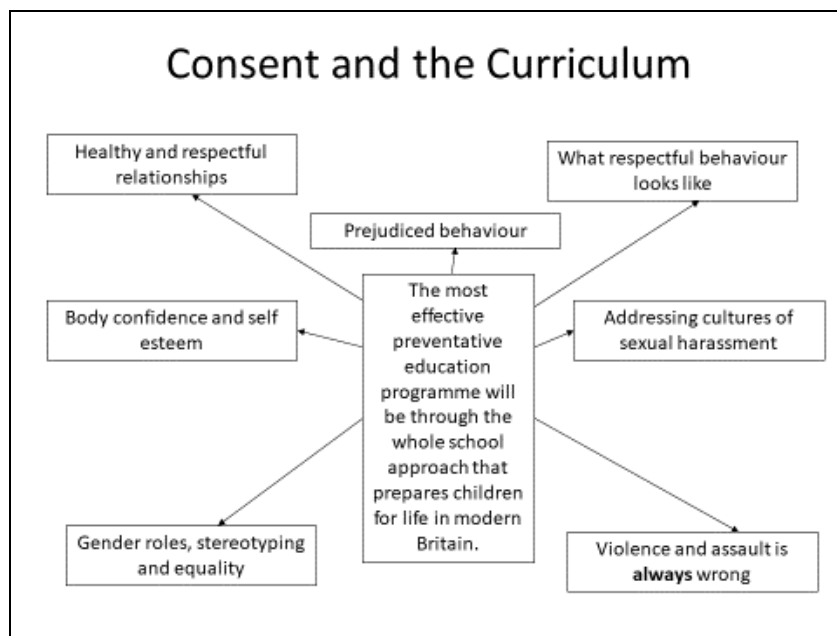 Consent and the Curriculum
Healthy and respectful
relationships
What respectful behaviour
looks like
Prejudiced behaviour
The most
effective
preventative
education
programme will
be through the
whole school
approach that
prepares children
for life in modern
Britain.
Body confidence and self
esteem
Addressing cultures of
sexual harassment
Gender roles, stereotyping
and equality
Violence and assault is
always wrong